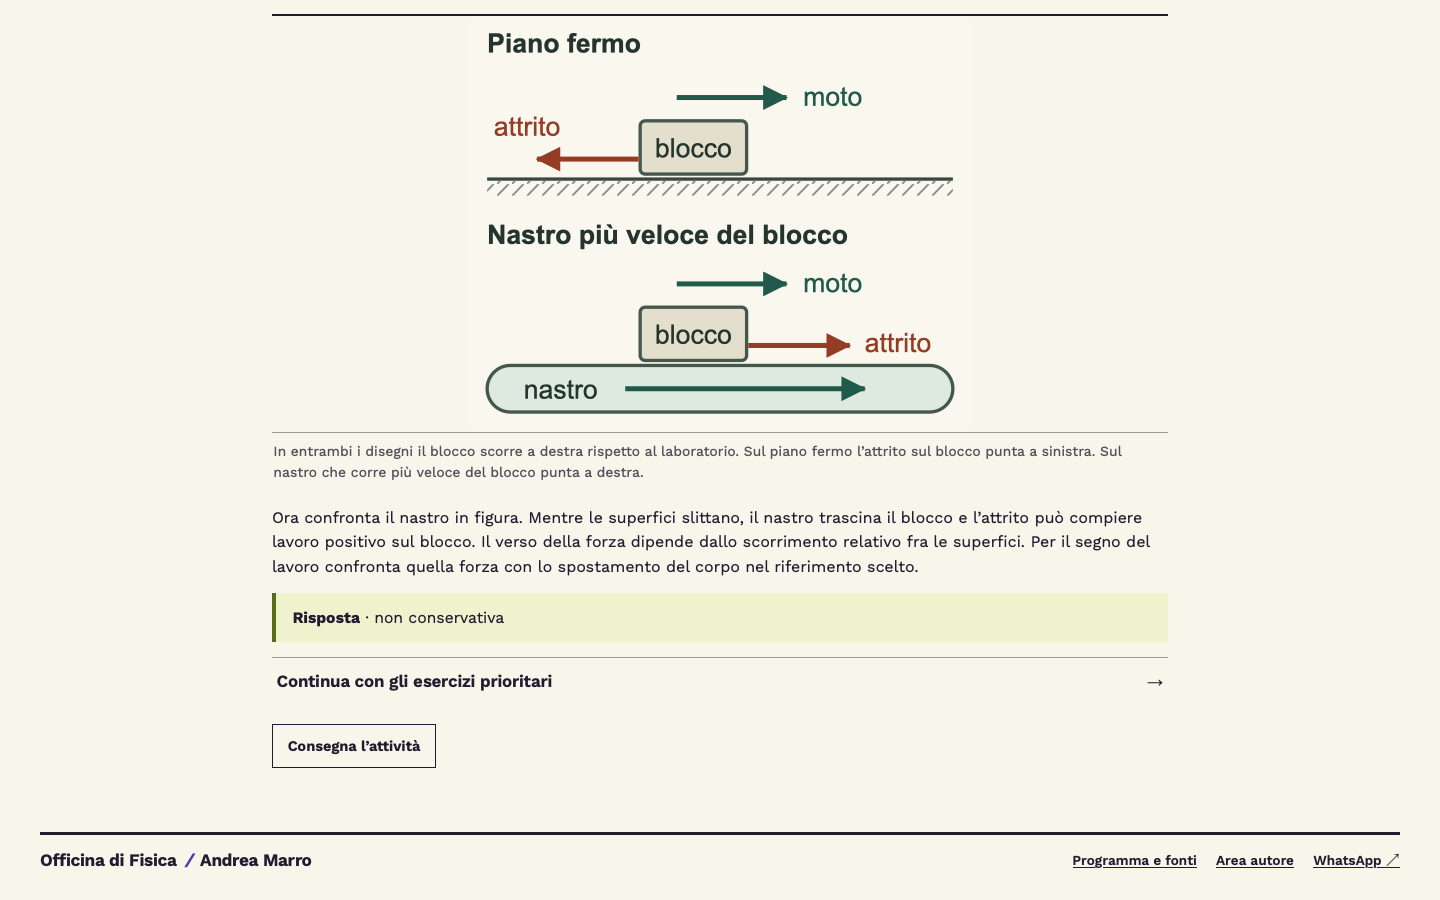 Piano fermo
moto
attrito
blocco
Nastro più veloce del blocco
moto
blocco
attrito
nastro
In entrambi i disegni il blocco scorre a destra rispetto al laboratorio. Sul piano fermo l’attrito sul blocco punta a sinistra. Sul
nastro che corre più veloce del blocco punta a destra.
Ora confronta il nastro in figura. Mentre le superfici slittano, il nastro trascina il blocco e l’attrito può compiere
lavoro positivo sul blocco. Il verso della forza dipende dallo scorrimento relativo fra le superfici. Per il segno del
lavoro confronta quella forza con lo spostamento del corpo nel riferimento scelto.
Risposta · non conservativa
Continua con gli esercizi prioritari →
Consegna l’attività
Officina di Fisica / Andrea Marro
Programma e fonti Area autore WhatsApp ↗